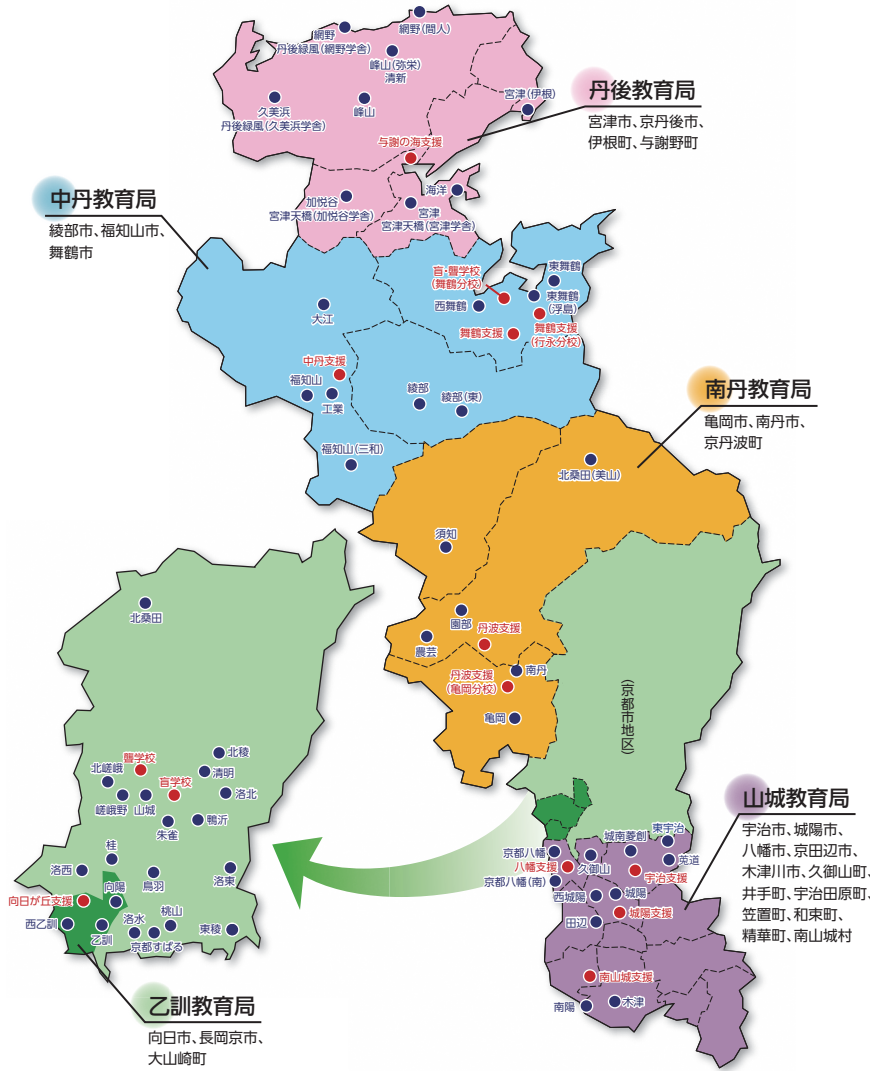 網野
丹後緑風(網野学舎)
網野(間人)
峰山(弥栄)
清新
久美浜
丹後緑風(久美浜学舎)
峰山
宮津(伊根)
与謝の海支援
加悦谷
宮津天橋(加悦谷学舎)
海洋
宮津
宮津天橋(宮津学舎)
丹後教育局
宮津市、京丹後市、
伊根町、与謝野町
中丹教育局
綾部市、福知山市、
舞鶴市
盲・聾学校
(舞鶴分校)
東舞鶴
西舞鶴
東舞鶴
(浮島)
大江
舞鶴支援
舞鶴支援
(行永分校)
中丹支援
福知山
工業
綾部
綾部(東)
福知山(三和)
南丹教育局
亀岡市、南丹市、
京丹波町
北桑田(美山)
須知
園部
農芸
丹波支援
南丹
丹波支援
(亀岡分校)
亀岡
(京都市地区)
北桑田
北稜
聾学校
清明
北嵯峨
盲学校
洛北
嵯峨野
山城
朱雀
鴨沂
桂
洛西
鳥羽
洛東
向陽
向日が丘支援
西乙訓
乙訓
洛水
桃山
京都すばる
東稜
乙訓教育局
向日市、長岡京市、
大山崎町
山城教育局
宇治市、城陽市、
八幡市、京田辺市、
木津川市、久御山町、
井手町、宇治田原町、
笠置町、和束町、
精華町、南山城村
東宇治
城南菱創
京都八幡
久御山
莵道
八幡支援
宇治支援
京都八幡(南)
西城陽
城陽
城陽支援
田辺
南山城支援
南陽
木津